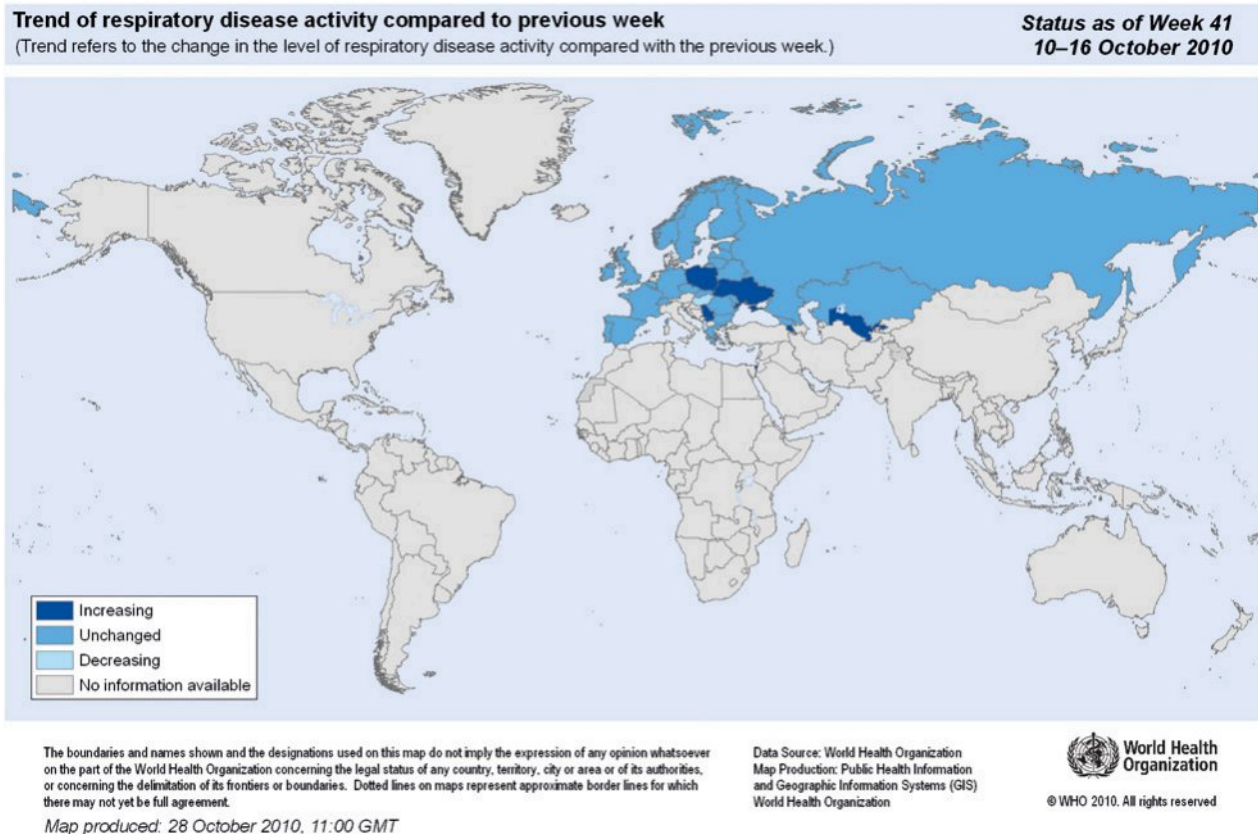 Trend of respiratory disease activity compared to previous week
(Trend refers to the change in the level of respiratory disease activity compared with the previous week.)
Status as of Week 41
10–16 October 2010
Increasing
Unchanged
Decreasing
No information available
The boundaries and names shown and the designations used on this map do not imply the expression of any opinion whatsoever
on the part of the World Health Organization concerning the legal status of any country, territory, city or area or of its authorities,
or concerning the delimitation of its frontiers or boundaries. Dotted lines on maps represent approximate border lines for which
there may not yet be full agreement.
Map produced: 28 October 2010, 11:00 GMT
Data Source: World Health Organization
Map Production: Public Health Information
and Geographic Information Systems (GIS)
World Health Organization
World Health
Organization
© WHO 2010. All rights reserved